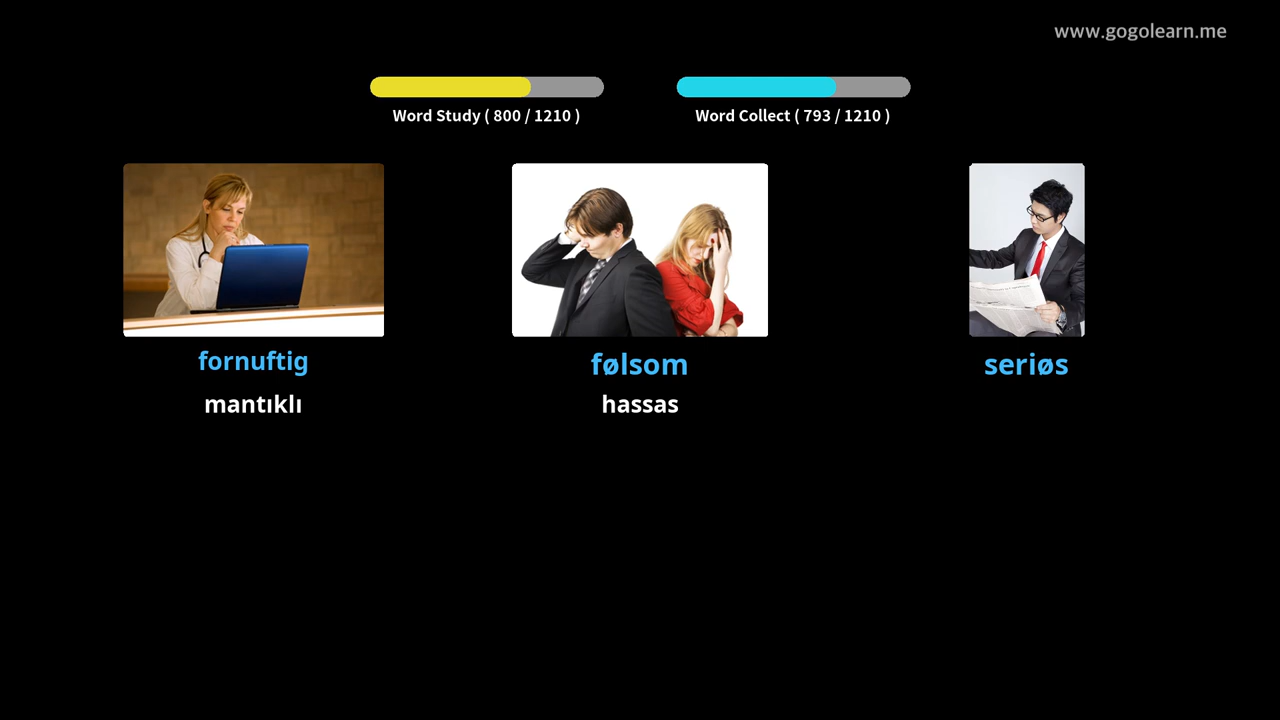 www.gogolearn.me
Word Study ( 800 / 1210 )
Word Collect ( 793 / 1210 )
fornuftig
følsom
seriøs
mantıklı
hassas